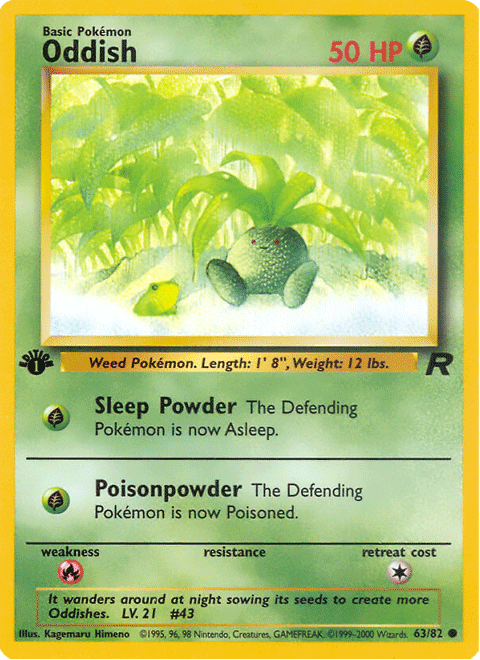 Basic Pokémon
Oddish
50 HP
Weed Pokémon. Length: 1' 8", Weight: 12 lbs.
1
R
Sleep Powder The Defending
Pokémon is now Asleep.
Poisonpowder The Defending
Pokémon is now Poisoned.
weakness resistance retreat cost
It wanders around at night sowing its seeds to create more
Oddishes. LV. 21 #43
Illus. Kagemaru Himeno ©1995, 96, 98 Nintendo, Creatures, GAMEFREAK. ©1999-2000 Wizards. 63/82